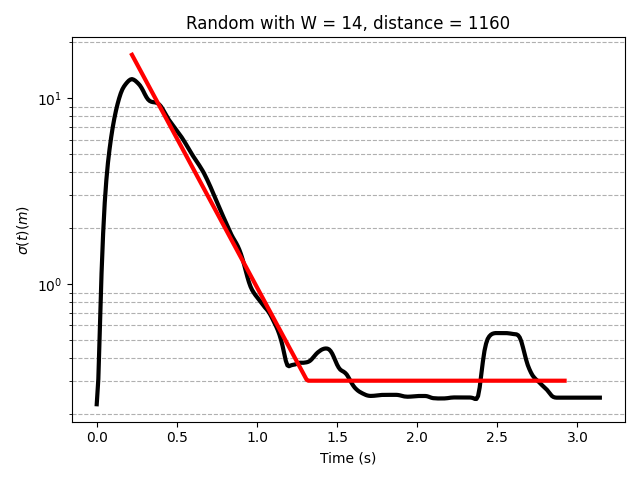 Random with W = 14, distance = 1160
10¹
10⁰
σ(t)(m)
0.0 0.5 1.0 1.5 2.0 2.5 3.0
Time (s)